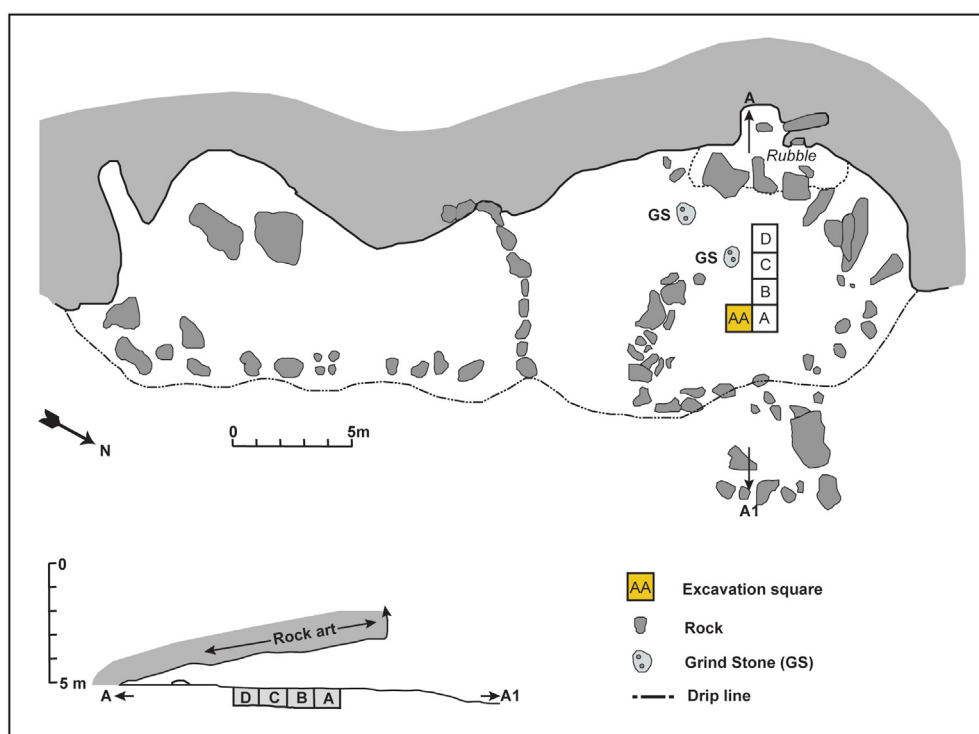 A
Rubble
GS
GS
D
C
B
AA A
N
0 5m
A1
0
Rock art
5 m
A D C B A A1
AA Excavation square
Rock
Grind Stone (GS)
Drip line